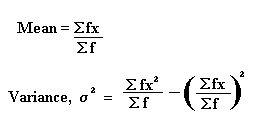 Mean = Σfx / Σf
Variance, σ² = Σfx² / Σf − (Σfx / Σf)²